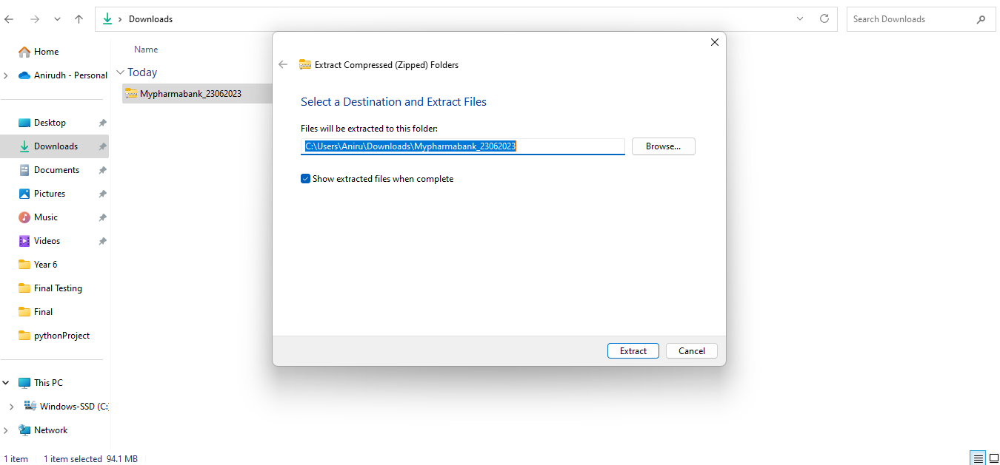 Downloads
Search Downloads
Home
Anirudh - Personal
Desktop
Downloads
Documents
Pictures
Music
Videos
Year 6
Final Testing
Final
pythonProject
This PC
Windows-SSD (C:)
Network
Name
Today
Mypharmabank_23062023
Extract Compressed (Zipped) Folders
Select a Destination and Extract Files
Files will be extracted to this folder:
C:\Users\Aniru\Downloads\Mypharmabank_23062023
Browse...
Show extracted files when complete
Extract
Cancel
1 item
1 item selected 94.1 MB